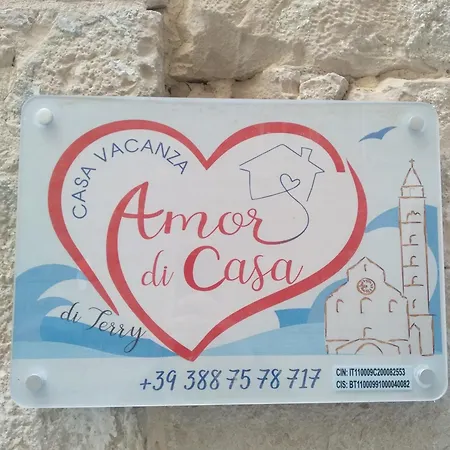 CASA VACANZA
Amor
di Casa
di Terry
+39 388 75 78 717
CIN: IT110009C200082553
CIS: BT11000991000040082